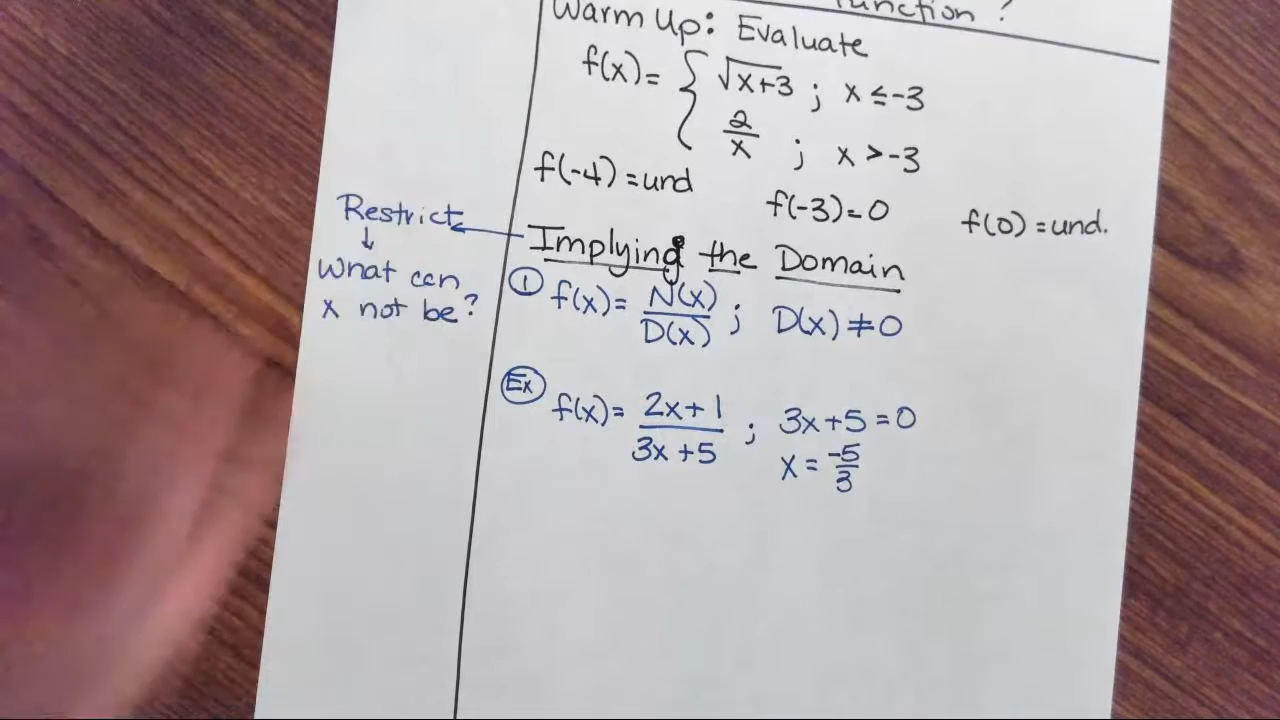 function?
Warm Up: Evaluate
f(x)= { √x+3 ; x ≤ -3
2/x ; x > -3
f(-4) = und f(-3) = 0 f(0) = und.
Restrict
↓
What can
x not be?
Implying the Domain
① f(x) = N(x)/D(x) ; D(x) ≠ 0
Ex f(x) = 2x+1/3x+5 ; 3x+5 = 0
x = -5/3